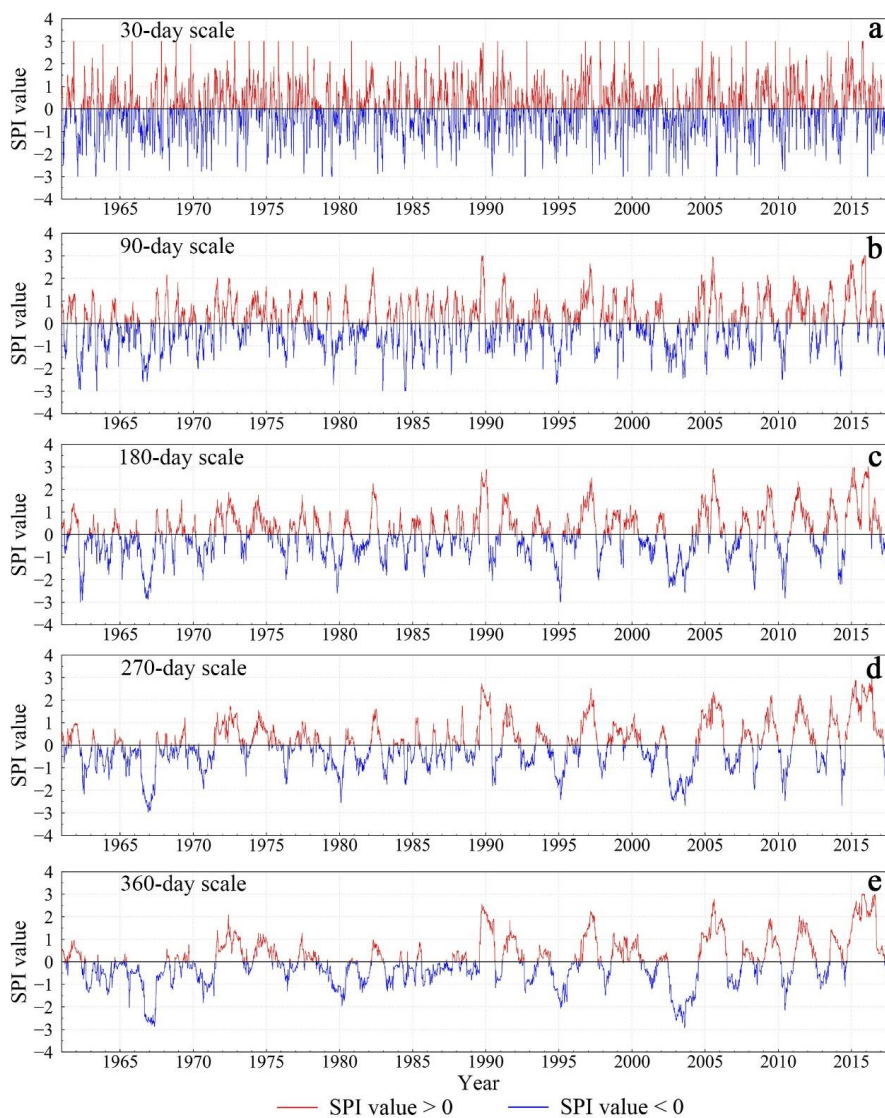 30-day scale
a
SPI value
4
3
2
1
0
−1
−2
−3
−4
1965 1970 1975 1980 1985 1990 1995 2000 2005 2010 2015
90-day scale
b
SPI value
4
3
2
1
0
−1
−2
−3
−4
1965 1970 1975 1980 1985 1990 1995 2000 2005 2010 2015
180-day scale
c
SPI value
4
3
2
1
0
−1
−2
−3
−4
1965 1970 1975 1980 1985 1990 1995 2000 2005 2010 2015
270-day scale
d
SPI value
4
3
2
1
0
−1
−2
−3
−4
1965 1970 1975 1980 1985 1990 1995 2000 2005 2010 2015
360-day scale
e
SPI value
4
3
2
1
0
−1
−2
−3
−4
1965 1970 1975 1980 1985 1990 1995 2000 2005 2010 2015
Year
SPI value > 0 SPI value < 0